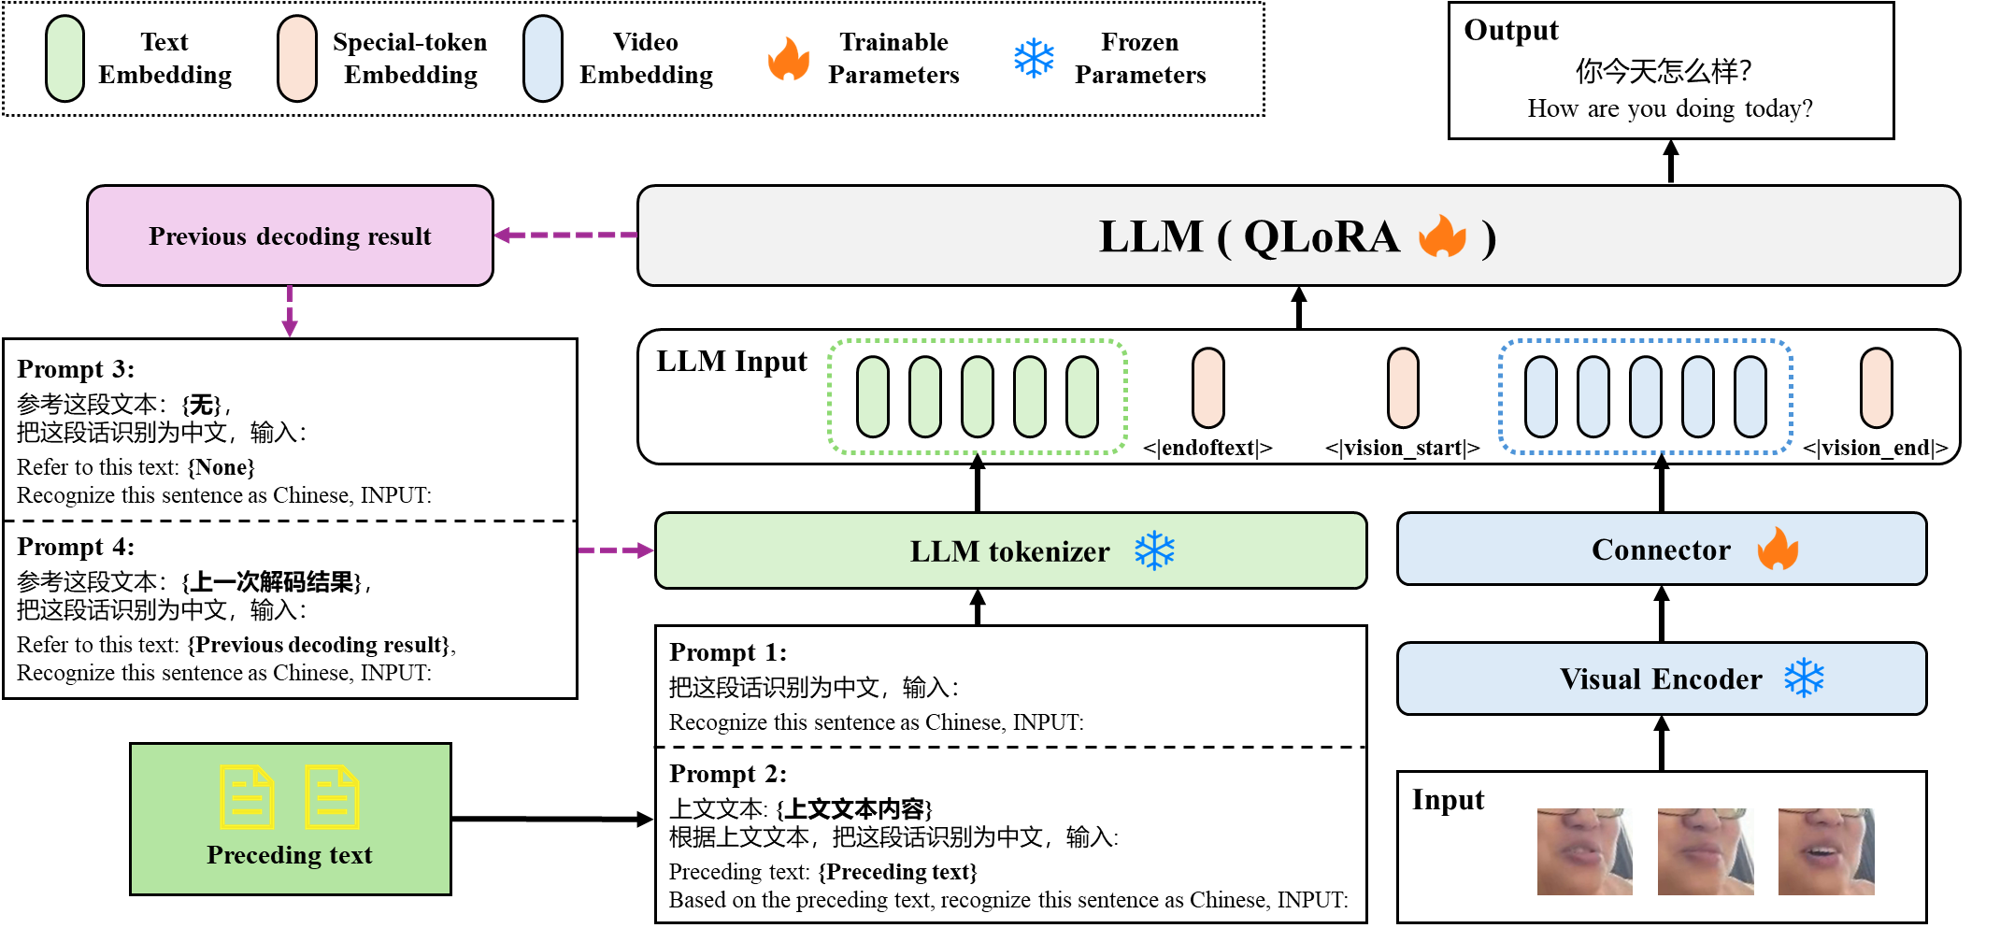 Text
Embedding
Special-token
Embedding
Video
Embedding
Trainable
Parameters
Frozen
Parameters
Output
你今天怎么样?
How are you doing today?
Previous decoding result
LLM ( QLoRA )
Prompt 3:
参考这段文本：{无}，
把这段话识别为中文，输入：
Refer to this text: {None}
Recognize this sentence as Chinese, INPUT:
Prompt 4:
参考这段文本：{上一次解码结果}，
把这段话识别为中文，输入：
Refer to this text: {Previous decoding result},
Recognize this sentence as Chinese, INPUT:
LLM Input
<|endoftext|>
<|vision_start|>
<|vision_end|>
LLM tokenizer
Connector
Visual Encoder
Prompt 1:
把这段话识别为中文，输入：
Recognize this sentence as Chinese, INPUT:
Prompt 2:
上文文本: {上文文本内容}
根据上文文本，把这段话识别为中文，输入:
Preceding text: {Preceding text}
Based on the preceding text, recognize this sentence as Chinese, INPUT:
Preceding text
Input